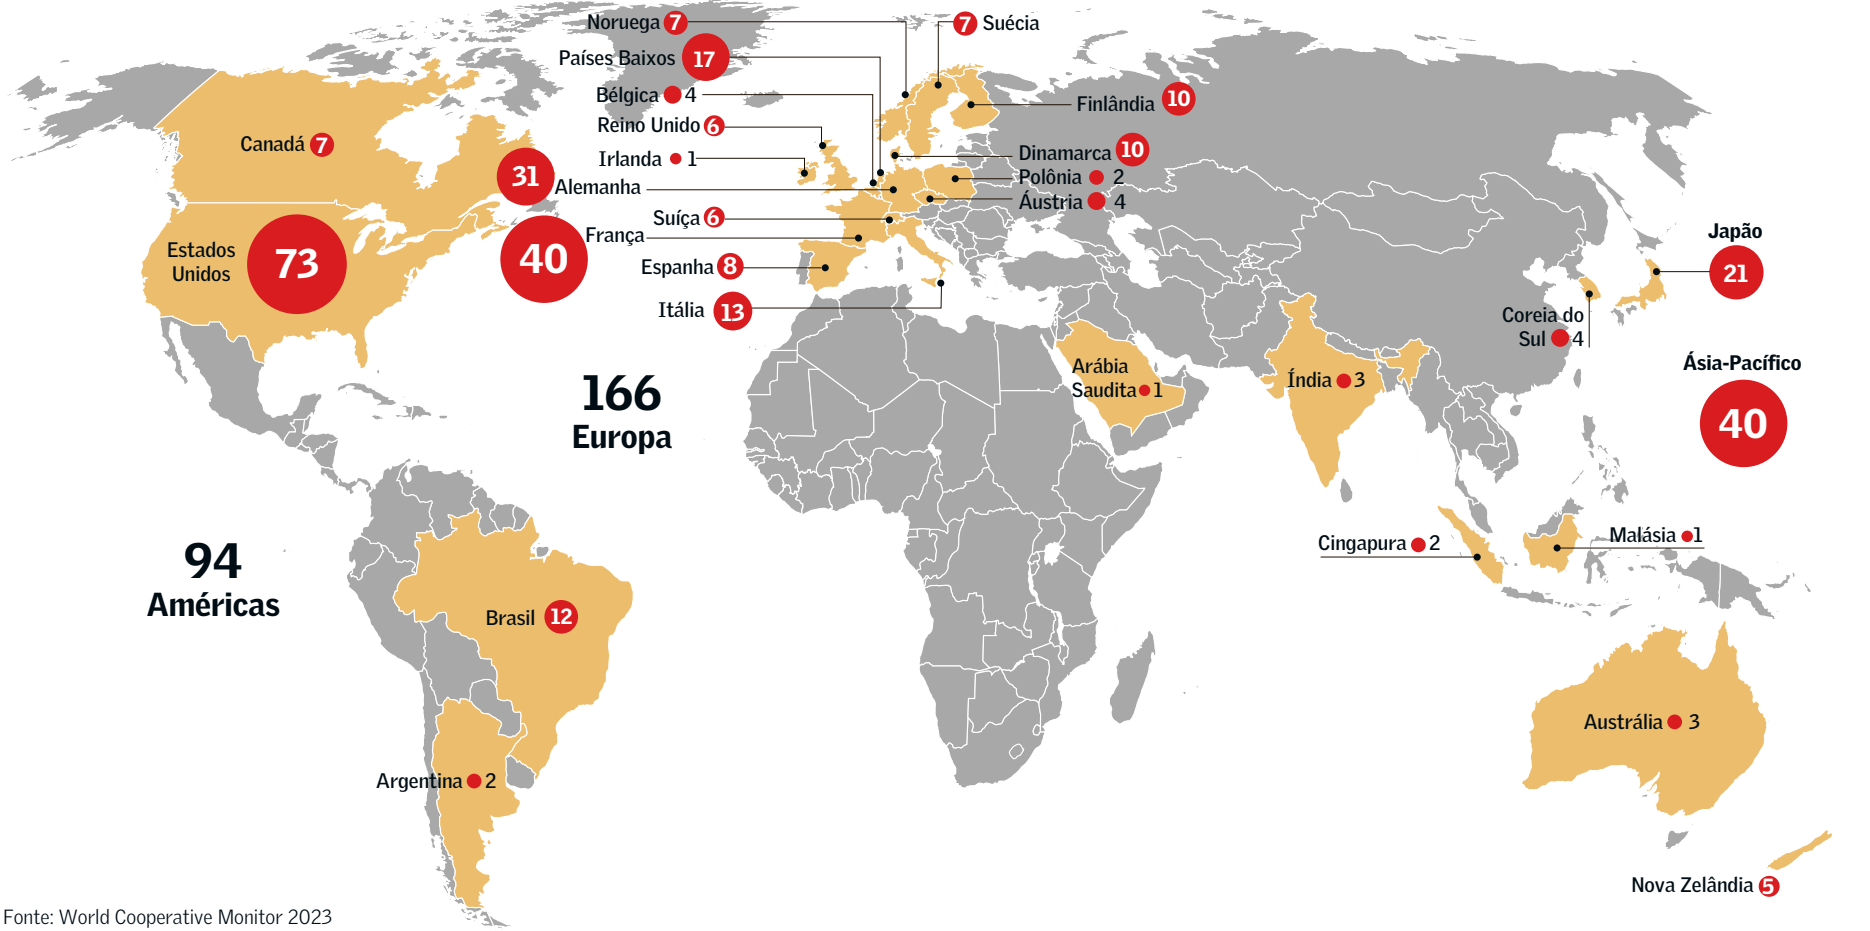 Noruega 7
7 Suécia
Países Baixos 17
Bélgica 4
Finlândia 10
Reino Unido 6
Canadá 7
Irlanda 1
Dinamarca 10
Polônia 2
31 Alemanha
Áustria 4
Suíça 6
França
40
Estados
Unidos
73
Espanha 8
Itália 13
Japão
21
Coreia do
Sul 4
Ásia-Pacífico
40
Arábia
Saudita 1
Índia 3
166
Europa
Cingapura 2
Malásia 1
94
Américas
Brasil 12
Austrália 3
Argentina 2
Nova Zelândia 5
Fonte: World Cooperative Monitor 2023